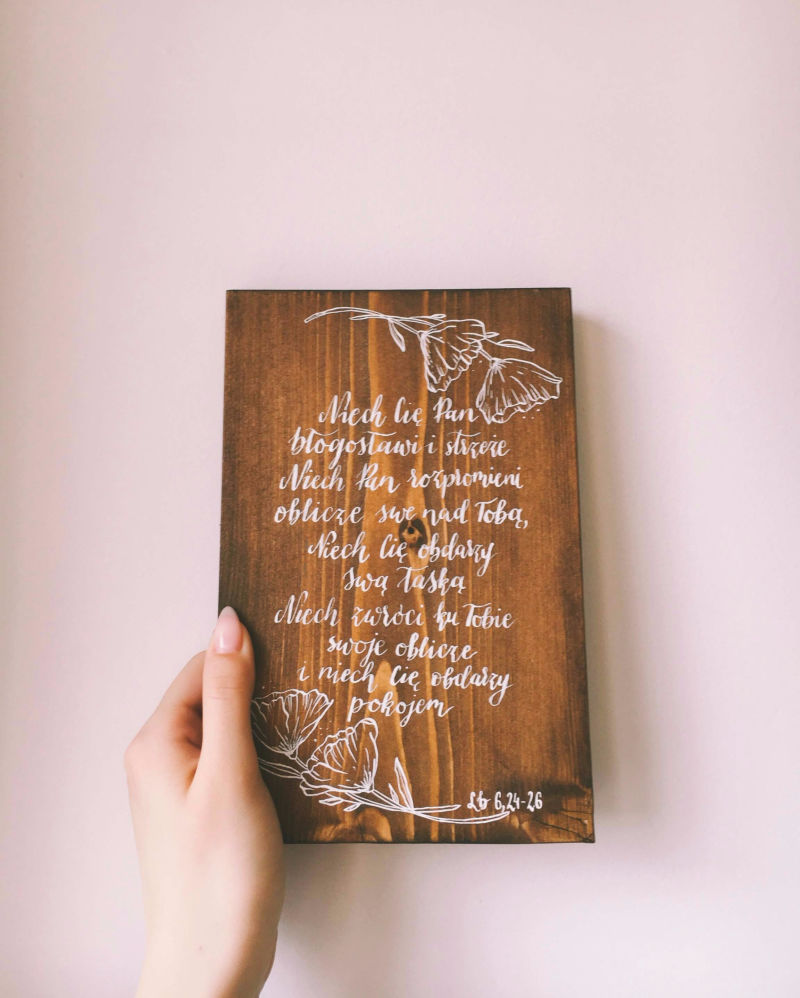 Niech Cię Pan
błogosławi i strzeże
Niech Pan rozpromieni
oblicze swe nad Tobą,
Niech Cię obdarzy
swą łaską
Niech zwróci ku Tobie
swoje oblicze
i niech Cię obdarzy
pokojem
Lb 6,24-26